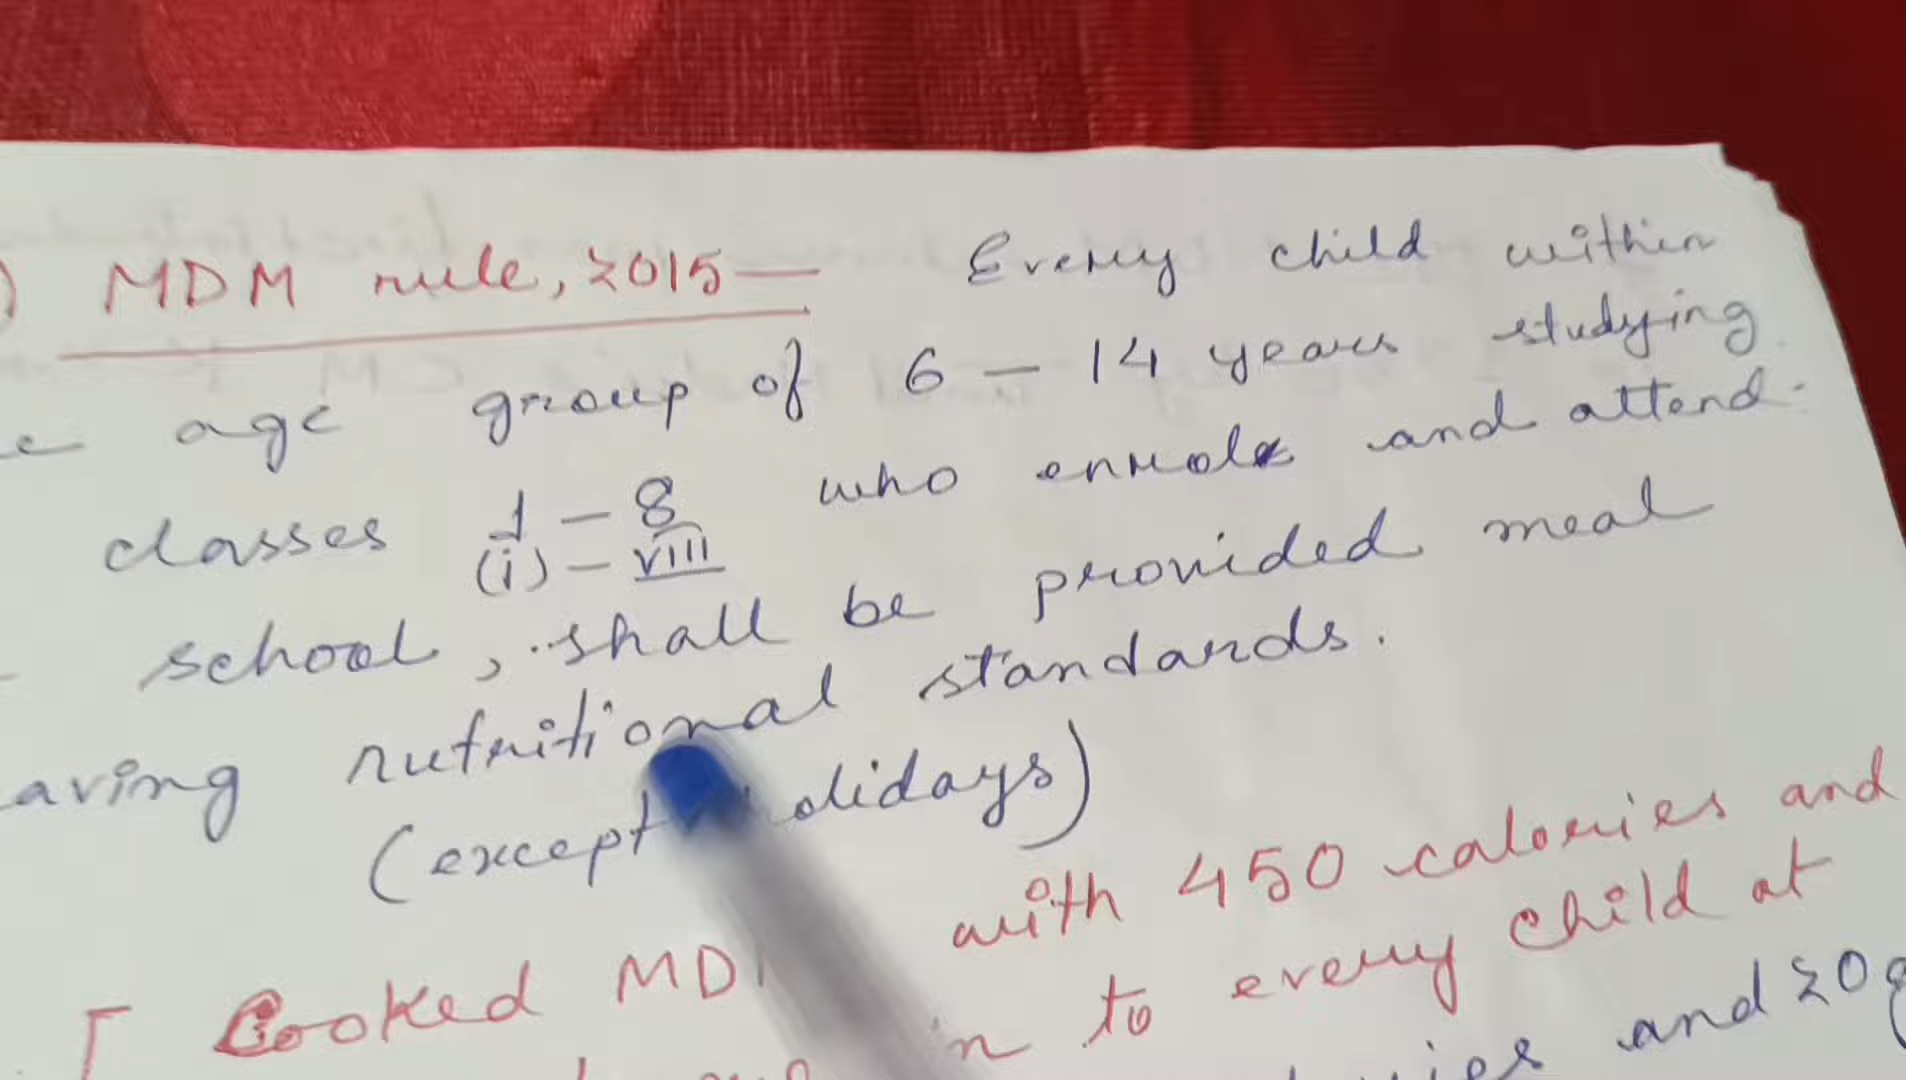 ) MDM rule, 2015 — Every child within
age group of 6 – 14 years studying
classes 1 – 8 who enrol and attend
(i) – VIII
school, shall be provided meal
aving nutritional standards.
(except olidays)
with 450 calories and
[ Cooked MD to every child at
and 20g